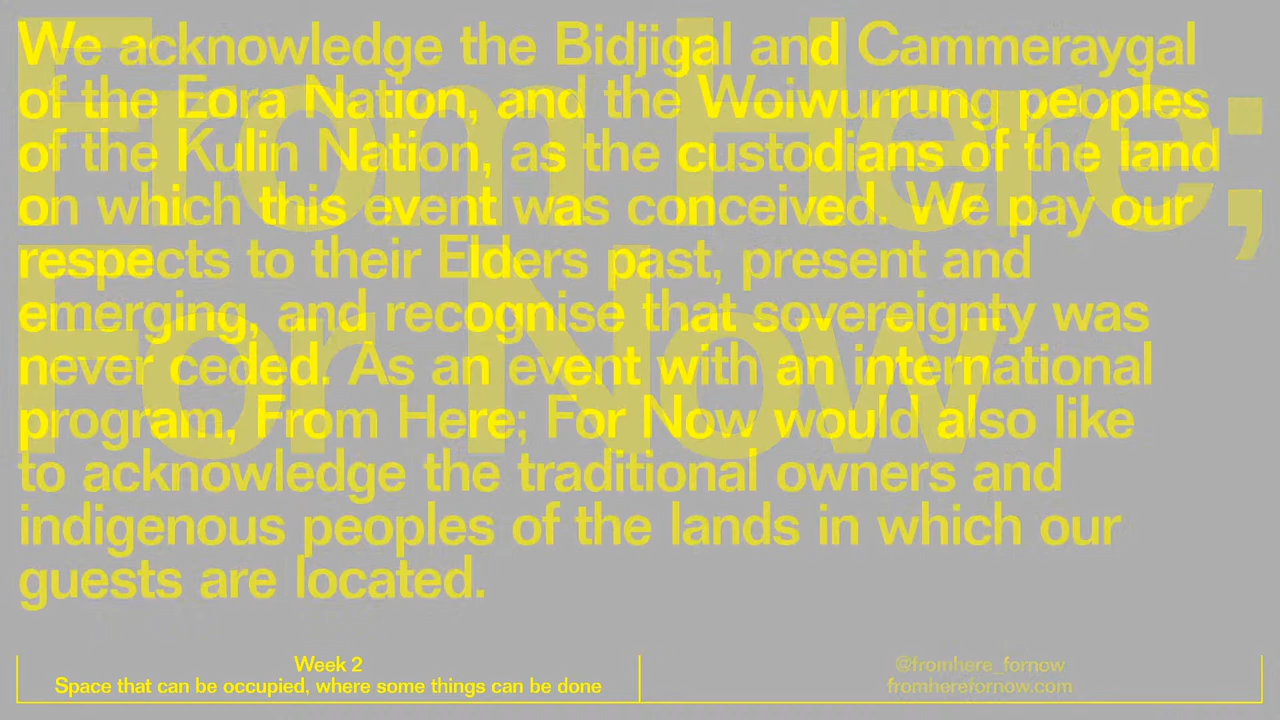 From Here;
For Now
We acknowledge the Bidjigal and Cammeraygal
of the Eora Nation, and the Woiwurrung peoples
of the Kulin Nation, as the custodians of the land
on which this event was conceived. We pay our
respects to their Elders past, present and
emerging, and recognise that sovereignty was
never ceded. As an event with an international
program, From Here; For Now would also like
to acknowledge the traditional owners and
indigenous peoples of the lands in which our
guests are located.
Week 2
Space that can be occupied, where some things can be done
@fromhere_fornow
fromherefornow.com